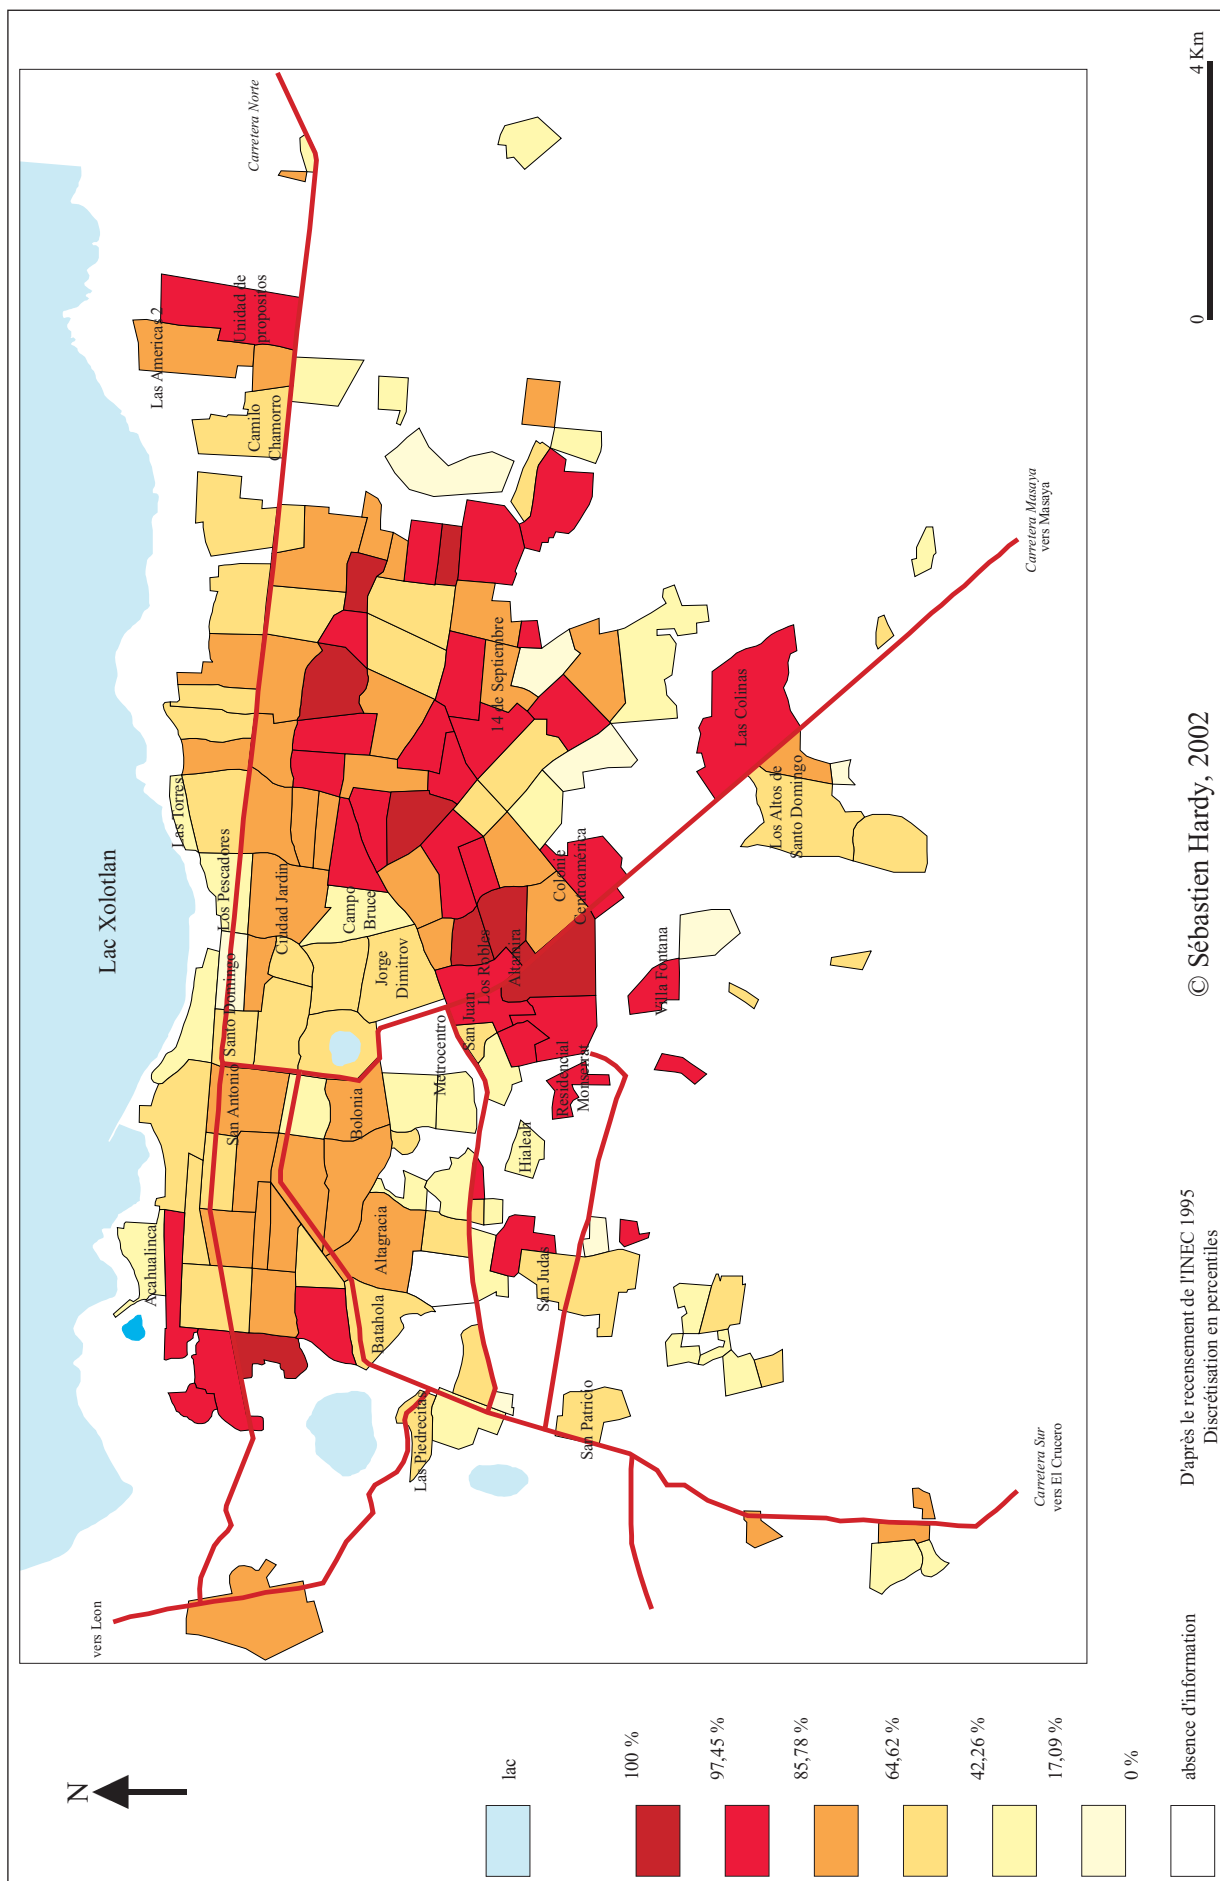 Carretera Norte
Las Americas 2
Unidad de
propositos
Camilo
Chamorro
Lac Xolotlan
Las Torres
Los Pescadores
Ciudad Jardin
Santo Domingo
San Antonio
Acahualinca
vers Leon
Campo
Bruce
Jorge
Dimitrov
Bolonia
Altagracia
Batahola
Las Piedrecitas
14 de Septiembre
Colonie
Centroamérica
Los Robles
Altamira
San Juan
Metrocentro
Residencial
Monserrat
Hialeah
San Judas
San Patricio
Villa Fontana
Las Colinas
Los Altos de
Santo Domingo
Carretera Masaya
vers Masaya
Carretera Sur
vers El Crucero
N
lac
100 %
97,45 %
85,78 %
64,62 %
42,26 %
17,09 %
0 %
absence d'information
D'après le recensement de l'INEC 1995
Discrétisation en percentiles
© Sébastien Hardy, 2002
0
4 Km